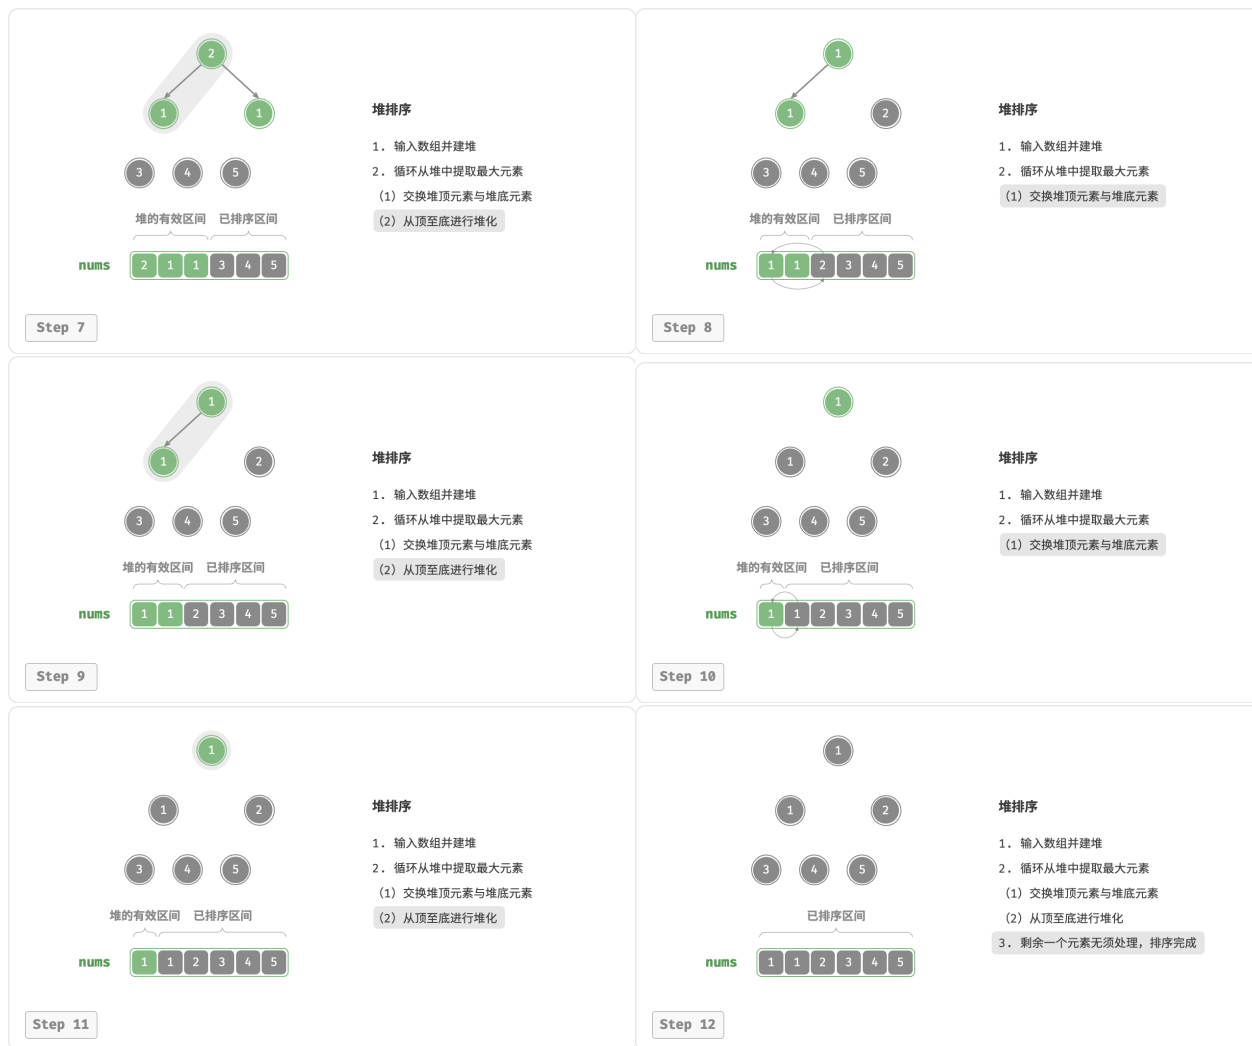 2
1 1
3 4 5
堆的有效区间 已排序区间
nums 2 1 1 3 4 5
堆排序
1. 输入数组并建堆
2. 循环从堆中提取最大元素
（1）交换堆顶元素与堆底元素
（2）从顶至底进行堆化
Step 7
1
1 2
3 4 5
堆的有效区间 已排序区间
nums 1 1 2 3 4 5
堆排序
1. 输入数组并建堆
2. 循环从堆中提取最大元素
（1）交换堆顶元素与堆底元素
Step 8
1
1 2
3 4 5
堆的有效区间 已排序区间
nums 1 1 2 3 4 5
堆排序
1. 输入数组并建堆
2. 循环从堆中提取最大元素
（1）交换堆顶元素与堆底元素
（2）从顶至底进行堆化
Step 9
1
1 2
3 4 5
堆的有效区间 已排序区间
nums 1 1 2 3 4 5
堆排序
1. 输入数组并建堆
2. 循环从堆中提取最大元素
（1）交换堆顶元素与堆底元素
Step 10
1
1 2
3 4 5
堆的有效区间 已排序区间
nums 1 1 2 3 4 5
堆排序
1. 输入数组并建堆
2. 循环从堆中提取最大元素
（1）交换堆顶元素与堆底元素
（2）从顶至底进行堆化
Step 11
1
1 2
3 4 5
已排序区间
nums 1 1 2 3 4 5
堆排序
1. 输入数组并建堆
2. 循环从堆中提取最大元素
（1）交换堆顶元素与堆底元素
（2）从顶至底进行堆化
3. 剩余一个元素无须处理，排序完成
Step 12